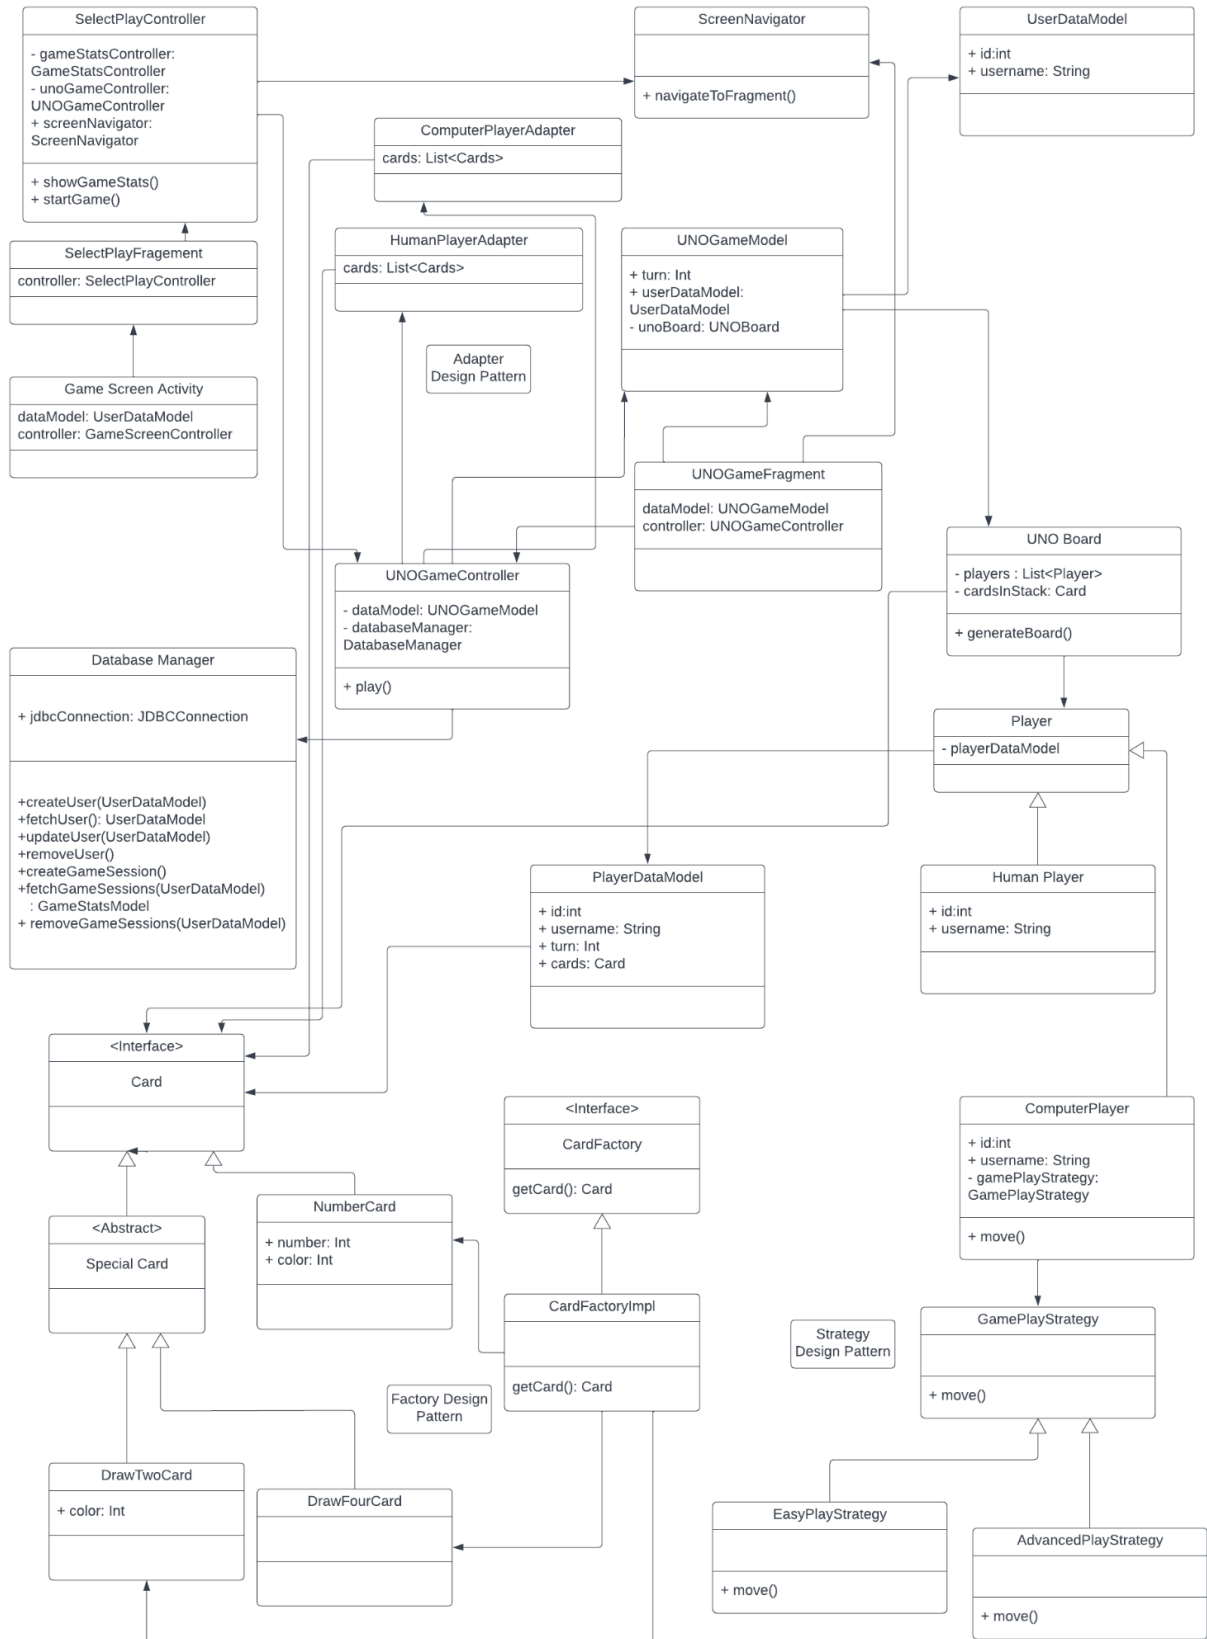 SelectPlayController
- gameStatsController:
GameStatsController
- unoGameController:
UNOGameController
+ screenNavigator:
ScreenNavigator
+ showGameStats()
+ startGame()
ScreenNavigator
+ navigateToFragment()
UserDataModel
+ id:int
+ username: String
ComputerPlayerAdapter
cards: List<Cards>
SelectPlayFragement
controller: SelectPlayController
HumanPlayerAdapter
cards: List<Cards>
UNOGameModel
+ turn: Int
+ userDataModel:
UserDataModel
- unoBoard: UNOBoard
Adapter
Design Pattern
Game Screen Activity
dataModel: UserDataModel
controller: GameScreenController
UNOGameFragment
dataModel: UNOGameModel
controller: UNOGameController
UNO Board
- players : List<Player>
- cardsInStack: Card
+ generateBoard()
UNOGameController
- dataModel: UNOGameModel
- databaseManager:
DatabaseManager
+ play()
Database Manager
+ jdbcConnection: JDBCConnection
+createUser(UserDataModel)
+fetchUser(): UserDataModel
+updateUser(UserDataModel)
+removeUser()
+createGameSession()
+fetchGameSessions(UserDataModel)
: GameStatsModel
+ removeGameSessions(UserDataModel)
Player
- playerDataModel
PlayerDataModel
+ id:int
+ username: String
+ turn: Int
+ cards: Card
Human Player
+ id:int
+ username: String
<Interface>
Card
<Interface>
CardFactory
getCard(): Card
ComputerPlayer
+ id:int
+ username: String
- gamePlayStrategy:
GamePlayStrategy
+ move()
NumberCard
+ number: Int
+ color: Int
<Abstract>
Special Card
CardFactoryImpl
getCard(): Card
Strategy
Design Pattern
GamePlayStrategy
+ move()
Factory Design
Pattern
DrawTwoCard
+ color: Int
DrawFourCard
EasyPlayStrategy
+ move()
AdvancedPlayStrategy
+ move()